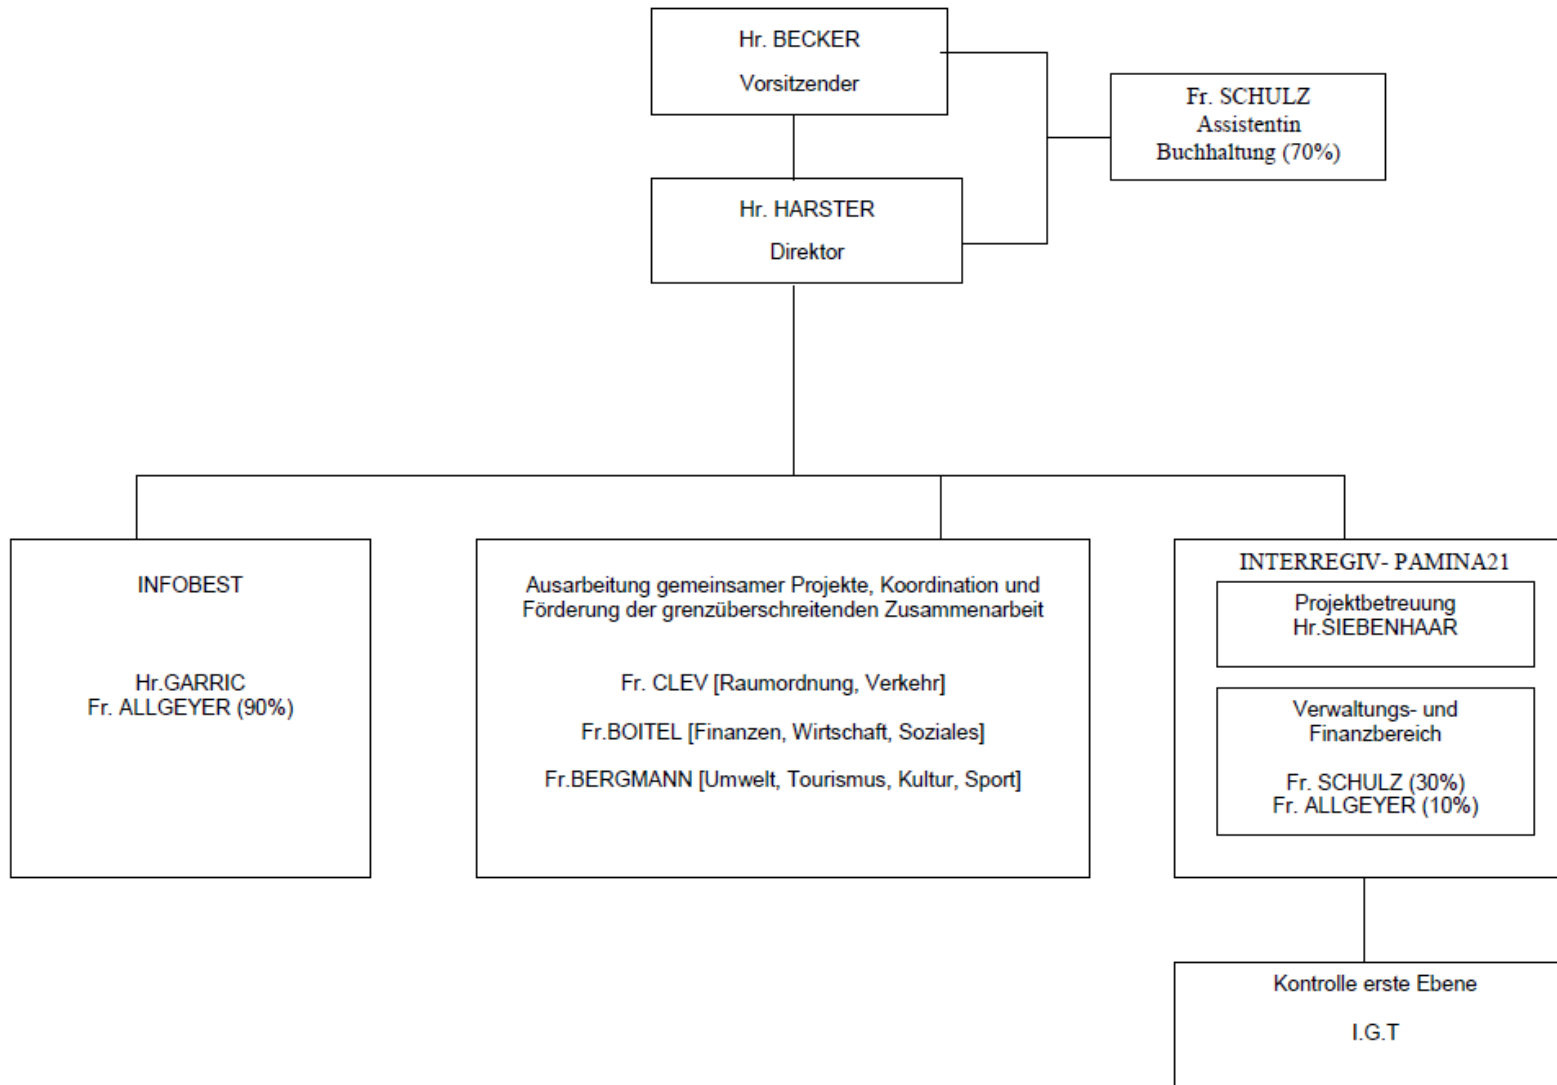 Hr. BECKER
Vorsitzender
Fr. SCHULZ
Assistentin
Buchhaltung (70%)
Hr. HARSTER
Direktor
INFOBEST
Hr.GARRIC
Fr. ALLGEYER (90%)
Ausarbeitung gemeinsamer Projekte, Koordination und
Förderung der grenzüberschreitenden Zusammenarbeit
Fr. CLEV [Raumordnung, Verkehr]
Fr.BOITEL [Finanzen, Wirtschaft, Soziales]
Fr.BERGMANN [Umwelt, Tourismus, Kultur, Sport]
INTERREGIV- PAMINA21
Projektbetreuung
Hr.SIEBENHAAR
Verwaltungs- und
Finanzbereich
Fr. SCHULZ (30%)
Fr. ALLGEYER (10%)
Kontrolle erste Ebene
I.G.T